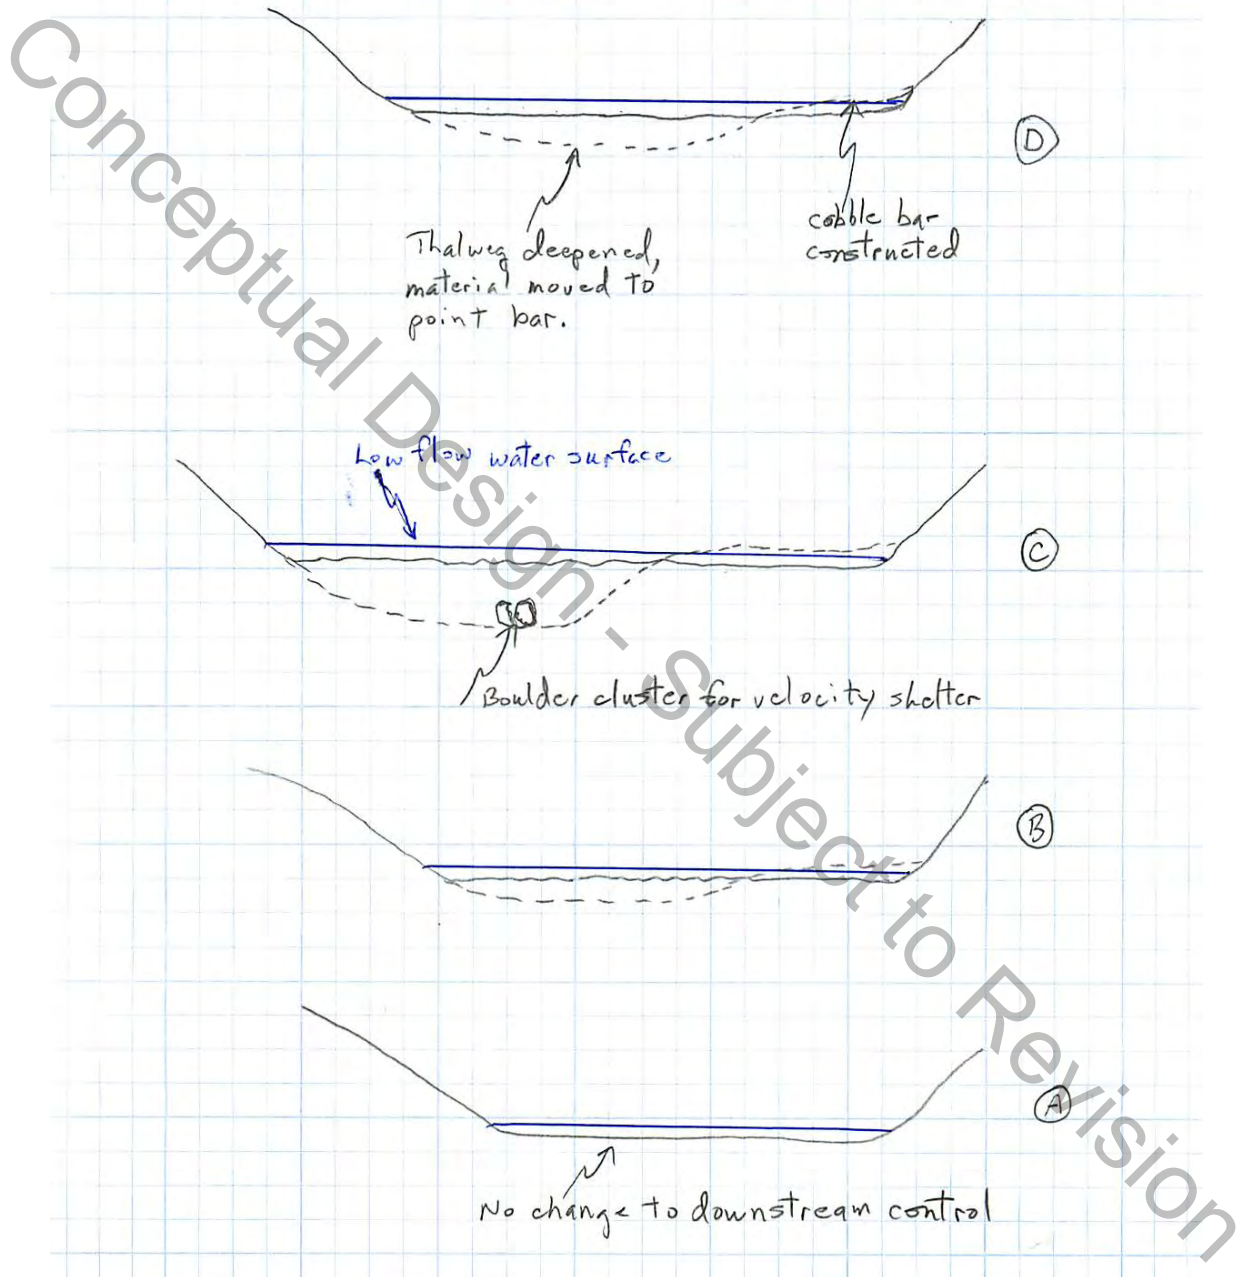 Conceptual Design - Subject to Revision
D
cobble bar
constructed
Thalweg deepened,
material moved to
point bar.
Low flow water surface
C
Boulder cluster for velocity shelter
B
A
No change to downstream control